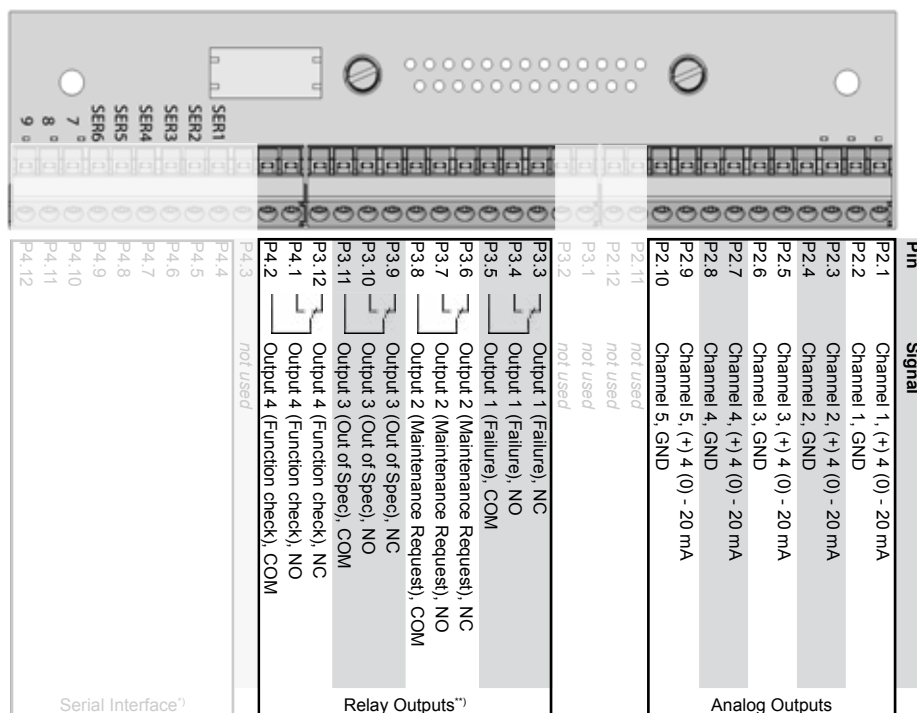 9
8
7
SER6
SER5
SER4
SER3
SER2
SER1
Pin Signal
P2.1 Channel 1, (+) 4 (0) - 20 mA
P2.2 Channel 1, GND
P2.3 Channel 2, (+) 4 (0) - 20 mA
P2.4 Channel 2, GND
P2.5 Channel 3, (+) 4 (0) - 20 mA
P2.6 Channel 3, GND
P2.7 Channel 4, (+) 4 (0) - 20 mA
P2.8 Channel 4, GND
P2.9 Channel 5, (+) 4 (0) - 20 mA
P2.10 Channel 5, GND
P2.11 not used
P2.12 not used
P3.1 not used
P3.2 not used
P3.3 Output 1 (Failure), NC
P3.4 Output 1 (Failure), NO
P3.5 Output 1 (Failure), COM
P3.6 Output 2 (Maintenance Request), NC
P3.7 Output 2 (Maintenance Request), NO
P3.8 Output 2 (Maintenance Request), COM
P3.9 Output 3 (Out of Spec), NC
P3.10 Output 3 (Out of Spec), NO
P3.11 Output 3 (Out of Spec), COM
P3.12 Output 4 (Function check), NC
P4.1 Output 4 (Function check), NO
P4.2 Output 4 (Function check), COM
P4.3 not used
P4.4
P4.5
P4.6
P4.7
P4.8
P4.9
P4.10
P4.11
P4.12
Serial Interface*)
Relay Outputs**)
Analog Outputs